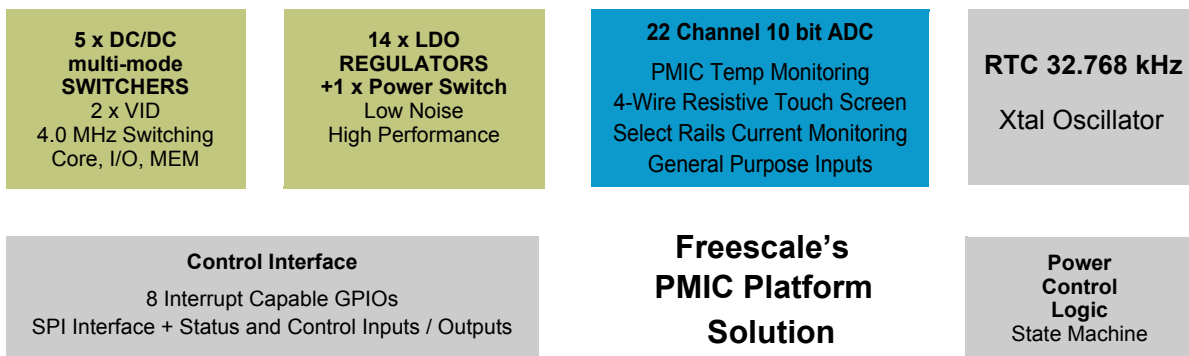 5 x DC/DC
multi-mode
SWITCHERS
2 x VID
4.0 MHz Switching
Core, I/O, MEM
14 x LDO
REGULATORS
+1 x Power Switch
Low Noise
High Performance
22 Channel 10 bit ADC
PMIC Temp Monitoring
4-Wire Resistive Touch Screen
Select Rails Current Monitoring
General Purpose Inputs
RTC 32.768 kHz
Xtal Oscillator
Control Interface
8 Interrupt Capable GPIOs
SPI Interface + Status and Control Inputs / Outputs
Freescale's
PMIC Platform
Solution
Power
Control
Logic
State Machine